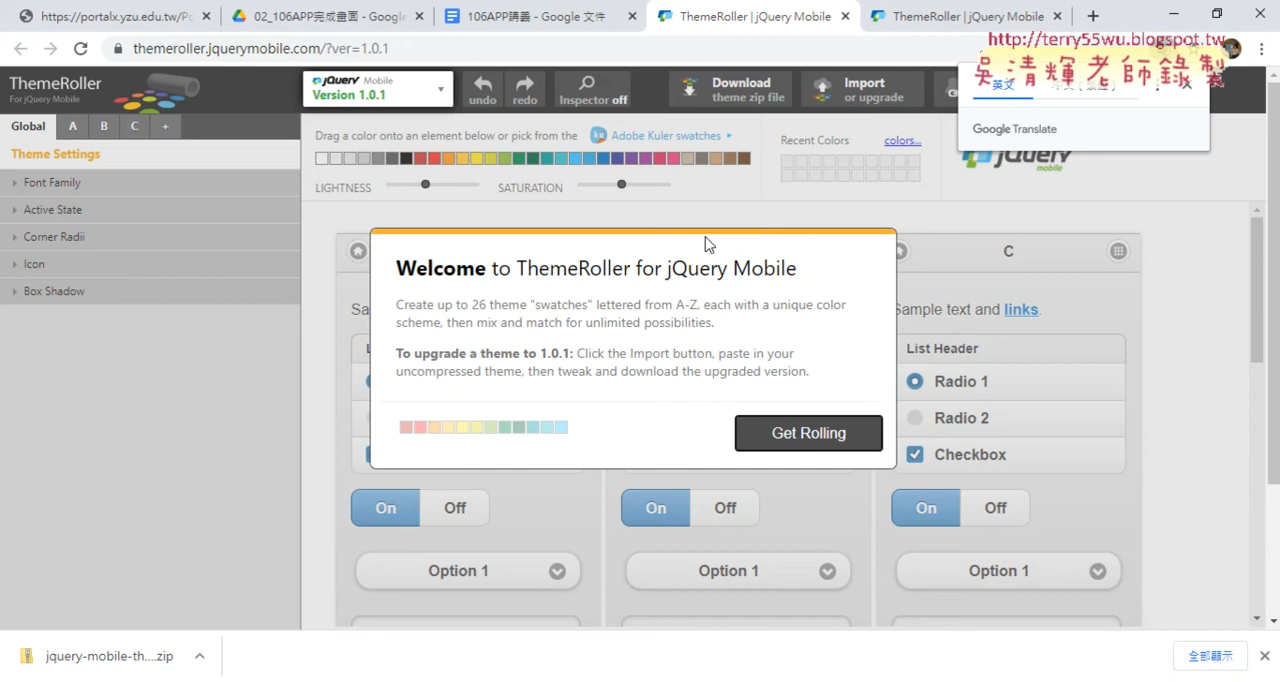 https://portalx.yzu.edu.tw/Po
02_106APP完成畫面 - Google
106APP講義 - Google 文件
ThemeRoller | jQuery Mobile
ThemeRoller | jQuery Mobile
themeroller.jquerymobile.com/?ver=1.0.1
http://terry55wu.blogspot.tw
吳清輝老師錄製
ThemeRoller
For jQuery Mobile
jQuery Mobile
Version 1.0.1
undo
redo
Inspector off
Download
theme zip file
Import
or upgrade
英文
Google Translate
Global
A
B
C
+
Theme Settings
Font Family
Active State
Corner Radii
Icon
Box Shadow
Drag a color onto an element below or pick from the
ku
Adobe Kuler swatches
LIGHTNESS
SATURATION
Recent Colors
colors...
jQuery
mobile
Welcome to ThemeRoller for jQuery Mobile
Create up to 26 theme "swatches" lettered from A-Z, each with a unique color
scheme, then mix and match for unlimited possibilities.
To upgrade a theme to 1.0.1: Click the Import button, paste in your
uncompressed theme, then tweak and download the upgraded version.
Get Rolling
C
Sa
Sample text and links.
L
List Header
Radio 1
Radio 2
Checkbox
On
Off
On
Off
On
Off
Option 1
Option 1
Option 1
jquery-mobile-th....zip
全部顯示